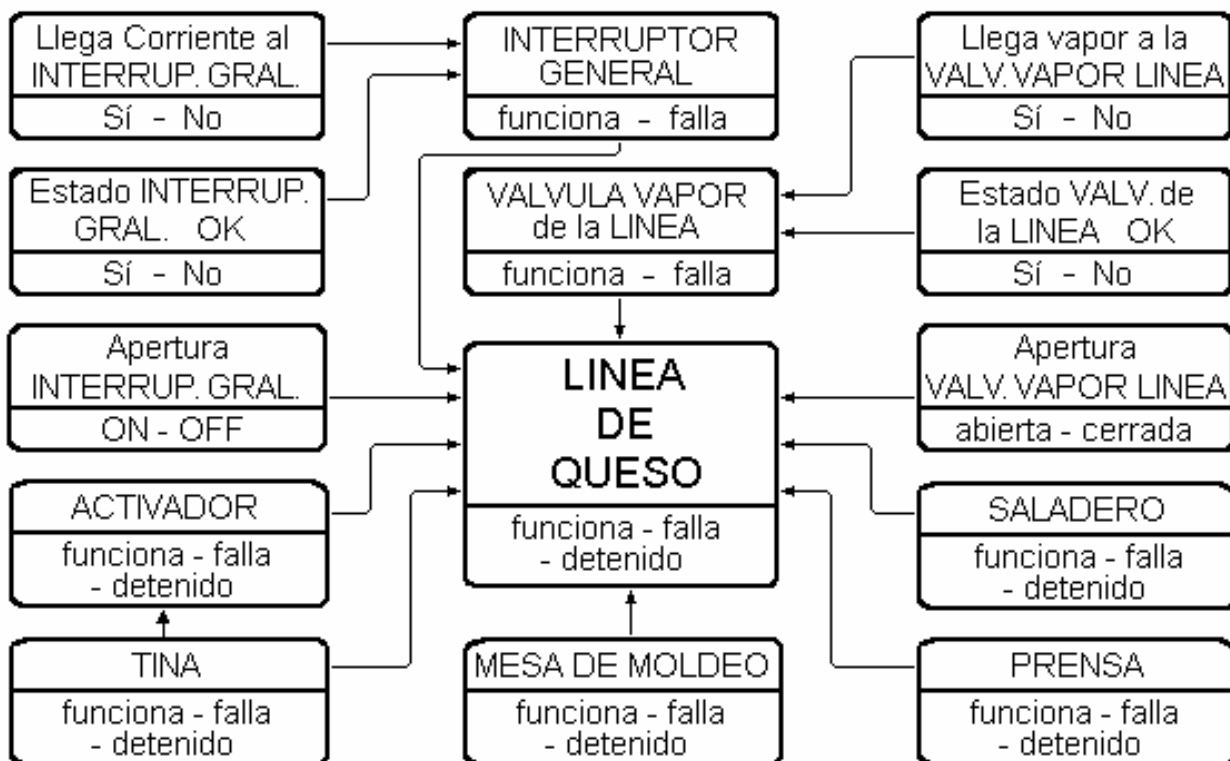 Llega Corriente al
INTERRUP. GRAL.
Sí - No
INTERRUPTOR
GENERAL
funciona - falla
Llega vapor a la
VALV. VAPOR LINEA
Sí - No
Estado INTERRUP.
GRAL. OK
Sí - No
VALVULA VAPOR
de la LINEA
funciona - falla
Estado VALV. de
la LINEA OK
Sí - No
Apertura
INTERRUP. GRAL.
ON - OFF
LINEA
DE
QUESO
funciona - falla
- detenido
Apertura
VALV. VAPOR LINEA
abierta - cerrada
ACTIVADOR
funciona - falla
- detenido
SALADERO
funciona - falla
- detenido
TINA
funciona - falla
- detenido
MESA DE MOLDEO
funciona - falla
- detenido
PRENSA
funciona - falla
- detenido